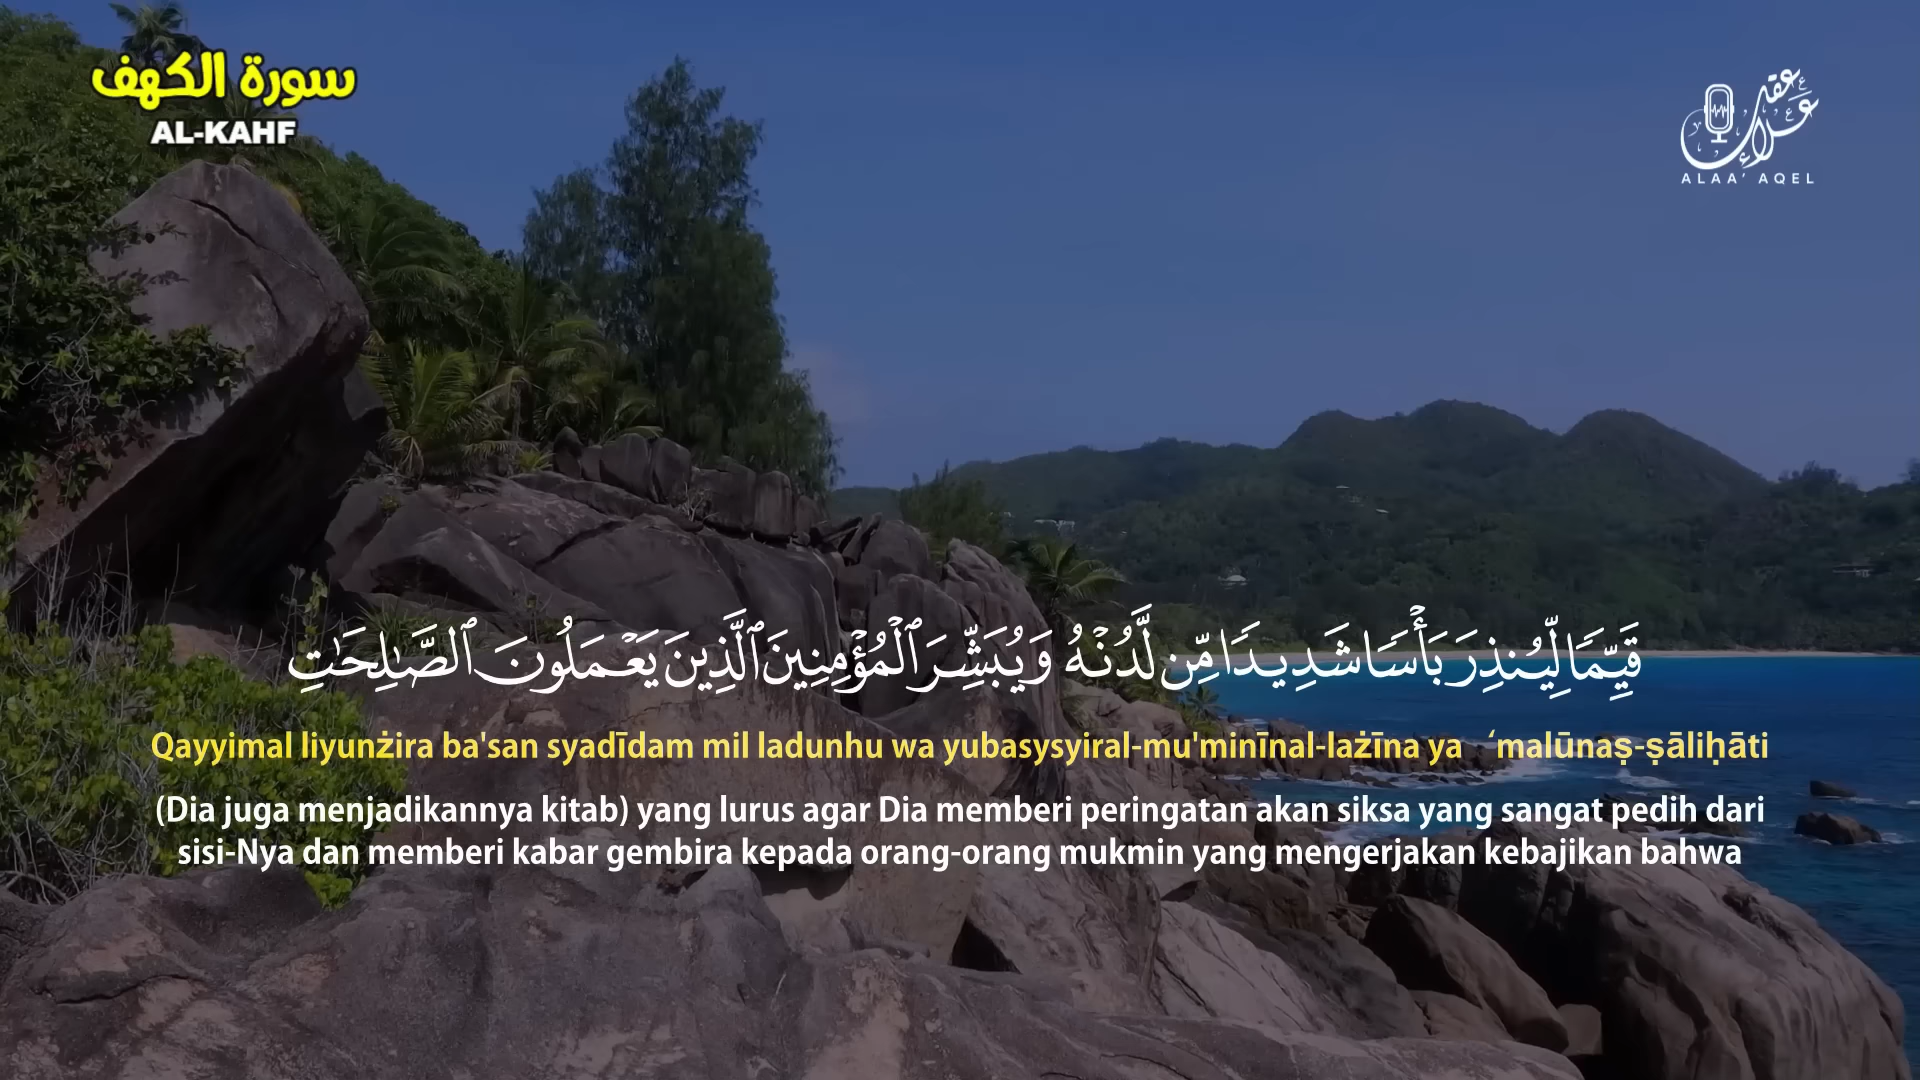 سورة الكهف
AL-KAHF
علاء عقل
ALAA' AQEL
قَيِّمًا لِّيُنذِرَ بَأْسًا شَدِيدًا مِّن لَّدُنْهُ وَيُبَشِّرَ ٱلْمُؤْمِنِينَ ٱلَّذِينَ يَعْمَلُونَ ٱلصَّٰلِحَٰتِ
Qayyimal liyunżira ba'san syadīdam mil ladunhu wa yubasysyiral-mu'minīnal-lażīna ya ‘malūnaṣ-ṣāliḥāti
(Dia juga menjadikannya kitab) yang lurus agar Dia memberi peringatan akan siksa yang sangat pedih dari
sisi-Nya dan memberi kabar gembira kepada orang-orang mukmin yang mengerjakan kebajikan bahwa